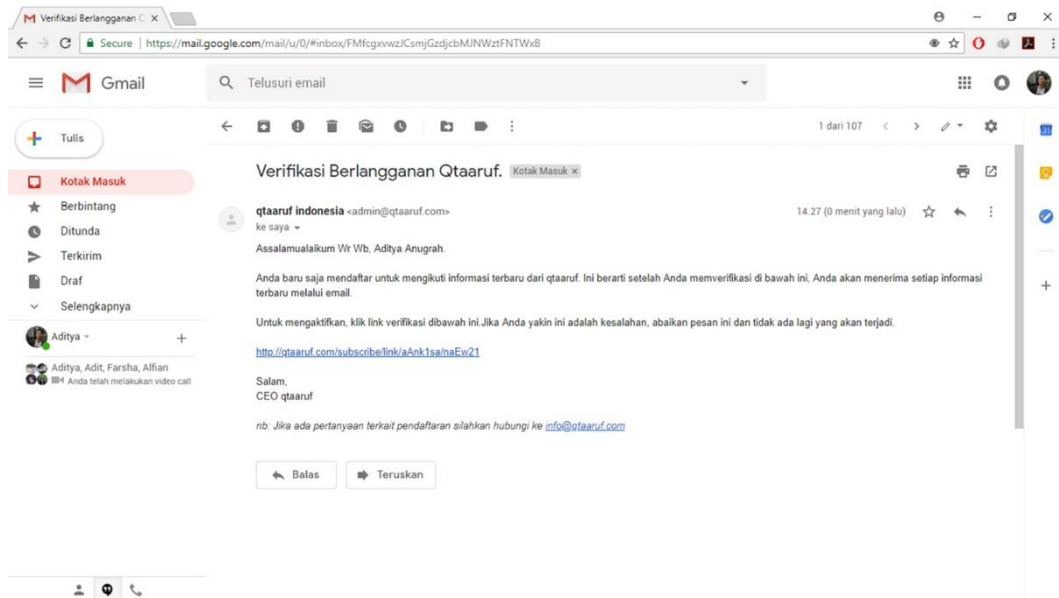 Verifikasi Berlangganan C
Secure | https://mail.google.com/mail/u/0/#inbox/FMfcgxvwzJCsmjGzdjcbMJNWztFNTWxB
Gmail
Telusuri email
Tulis
1 dari 107
31
Kotak Masuk
Berbintang
Ditunda
Terkirim
Draf
Selengkapnya
Aditya
Aditya, Adit, Farsha, Alfian
Anda telah melakukan video call
Verifikasi Berlangganan Qtaaruf. Kotak Masuk x
qtaaruf indonesia <admin@qtaaruf.com> 14.27 (0 menit yang lalu)
ke saya
Assalamualaikum Wr Wb, Aditya Anugrah.
Anda baru saja mendaftar untuk mengikuti informasi terbaru dari qtaaruf. Ini berarti setelah Anda memverifikasi di bawah ini, Anda akan menerima setiap informasi
terbaru melalui email.
Untuk mengaktifkan, klik link verifikasi dibawah ini.Jika Anda yakin ini adalah kesalahan, abaikan pesan ini dan tidak ada lagi yang akan terjadi.
http://qtaaruf.com/subscribe/link/aAnk1sa/naEw21
Salam,
CEO qtaaruf
nb: Jika ada pertanyaan terkait pendaftaran silahkan hubungi ke info@qtaaruf.com
Balas
Teruskan